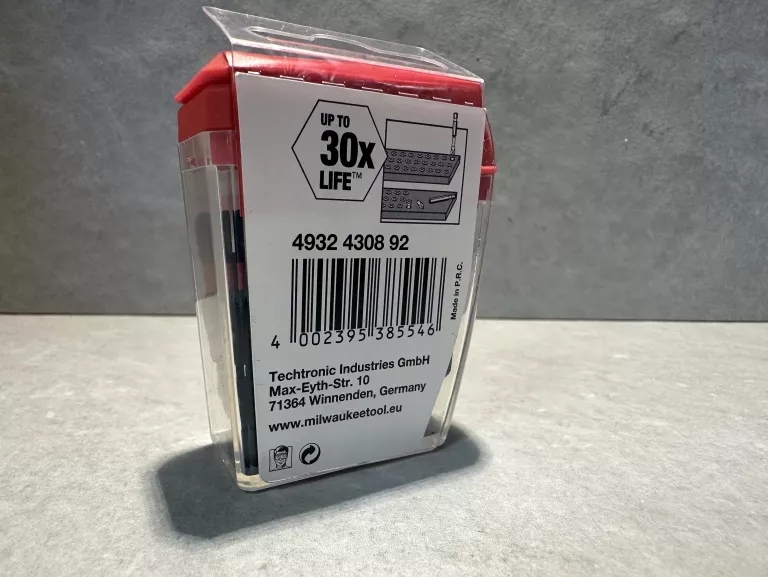 UP TO
30x
LIFE™
4932 4308 92
Made in P.R.C.
4 002395 385546
Techtronic Industries GmbH
Max-Eyth-Str. 10
71364 Winnenden, Germany
www.milwaukeetool.eu